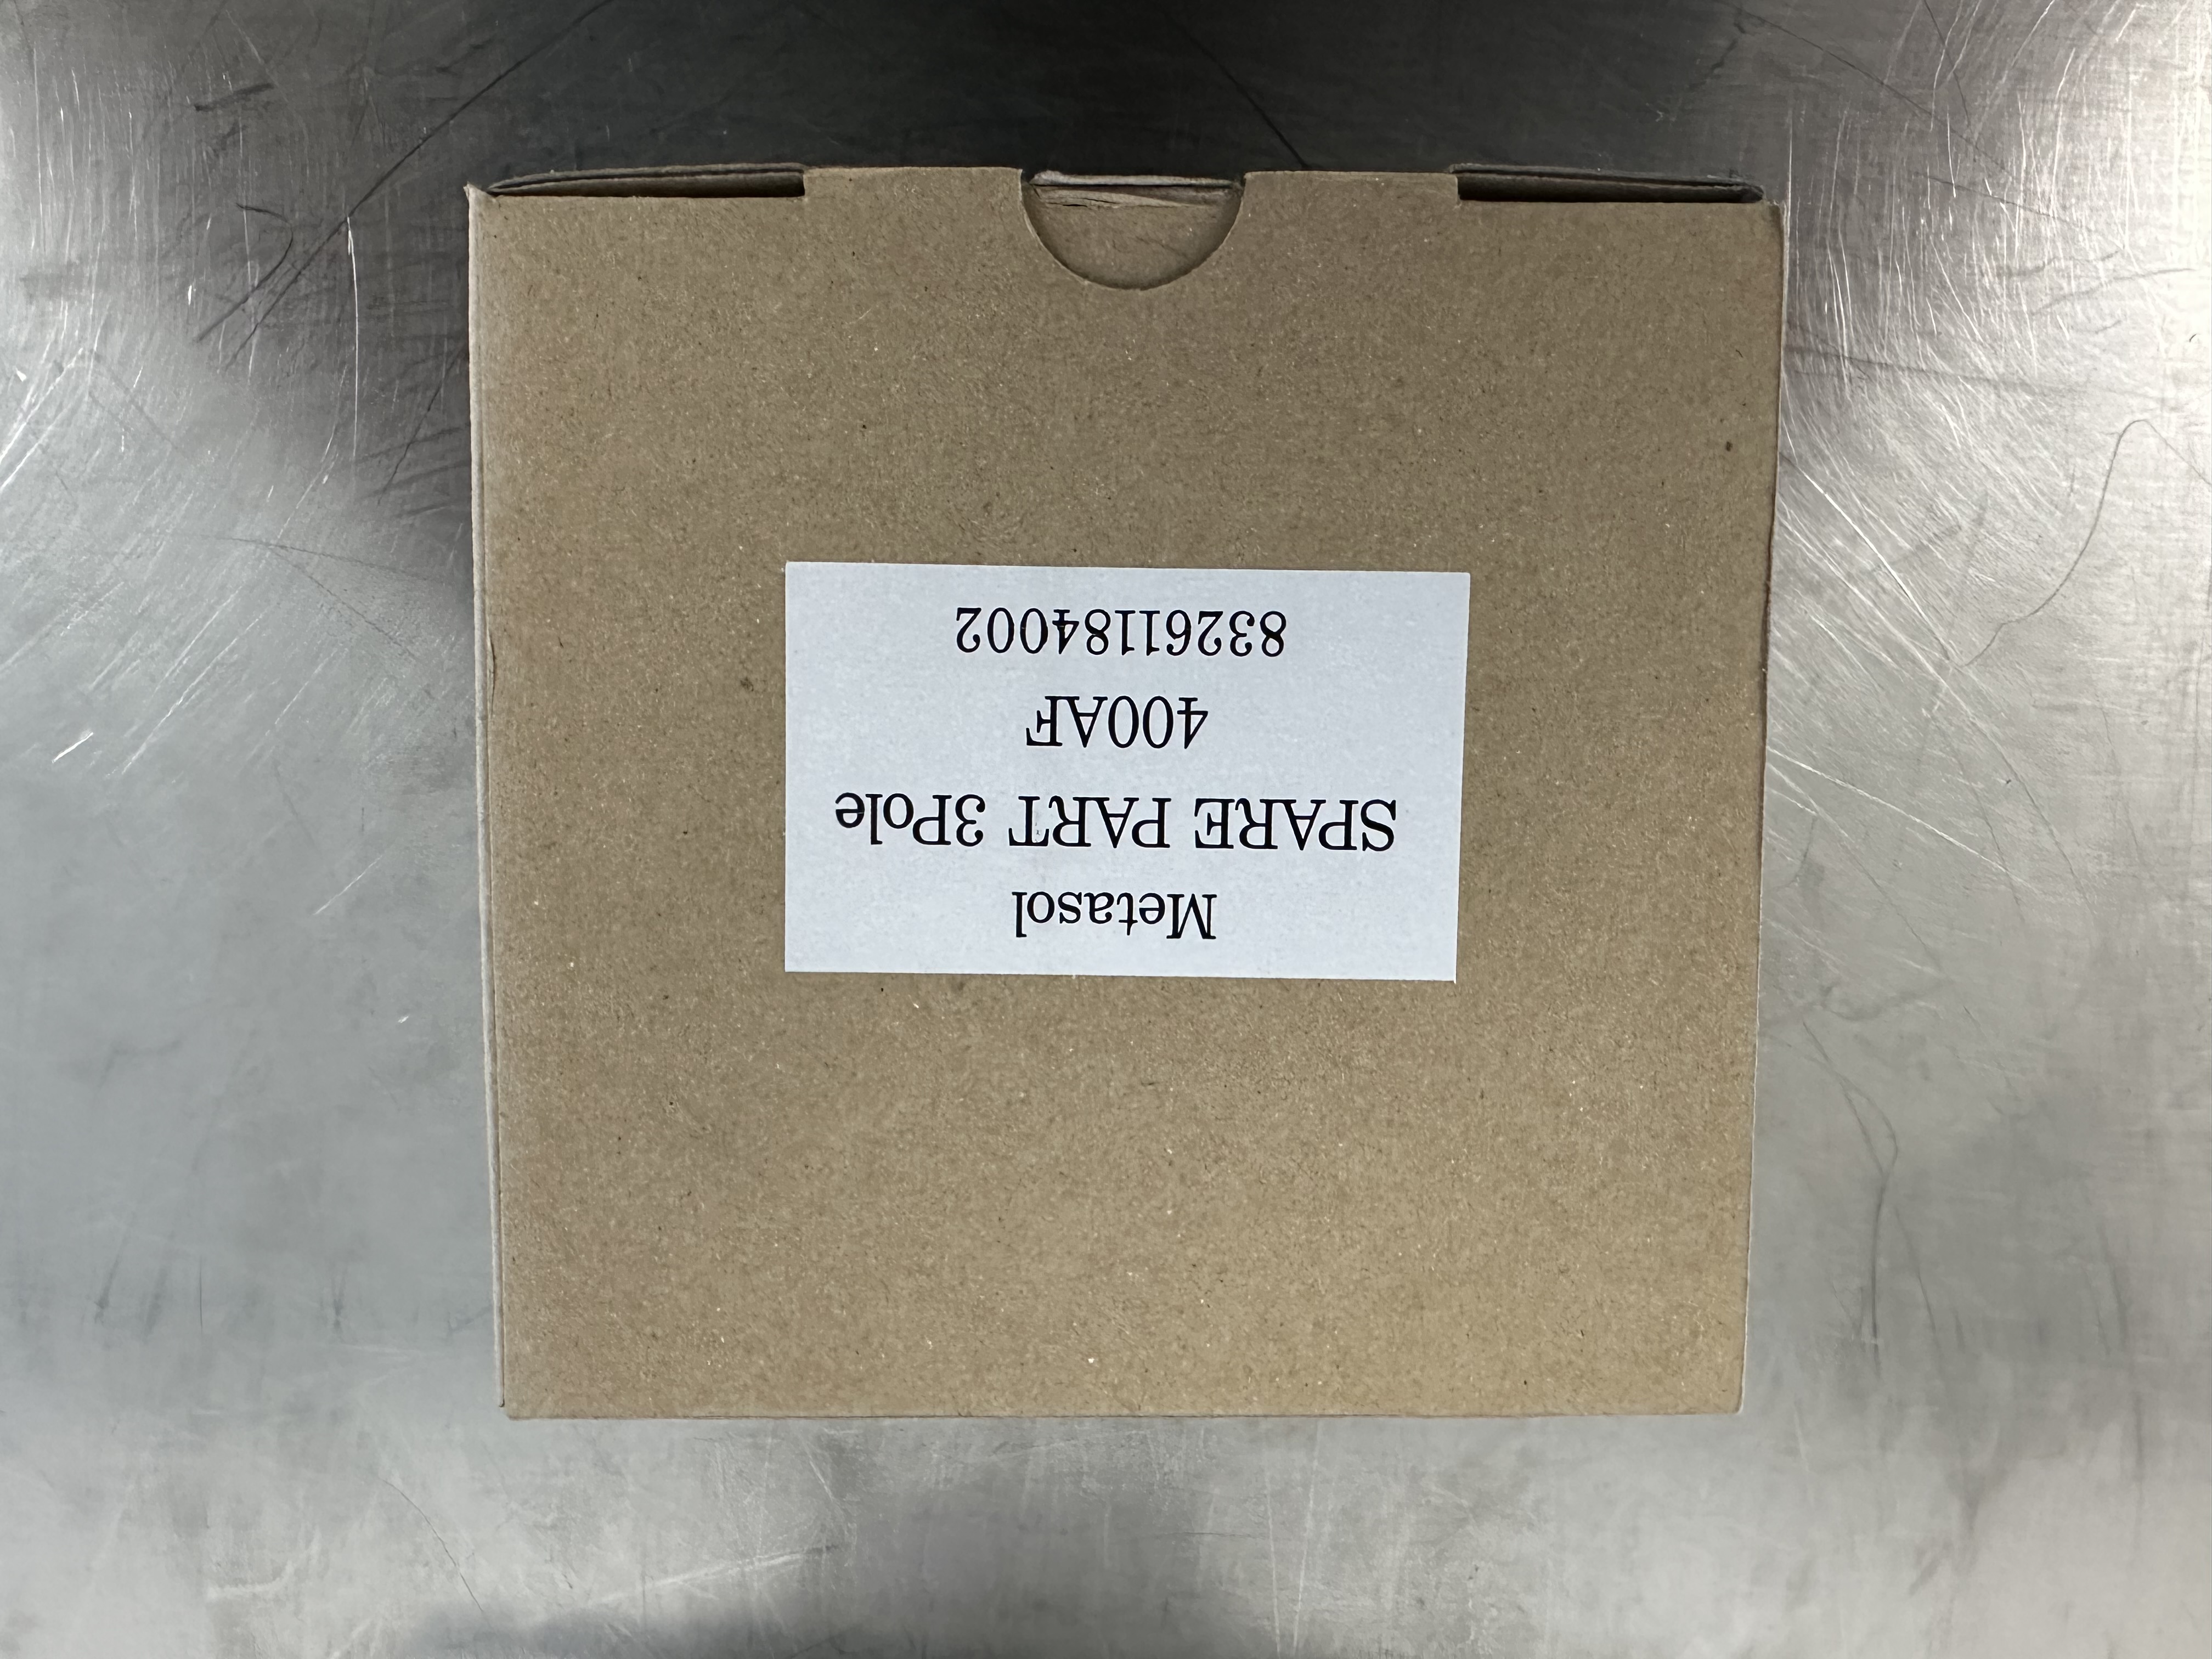 Metasol
SPARE PART 3Pole
400AF
83261184002